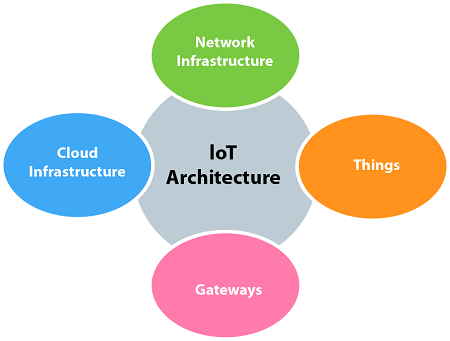 Network
Infrastructure
Cloud
Infrastructure
IoT
Architecture
Things
Gateways